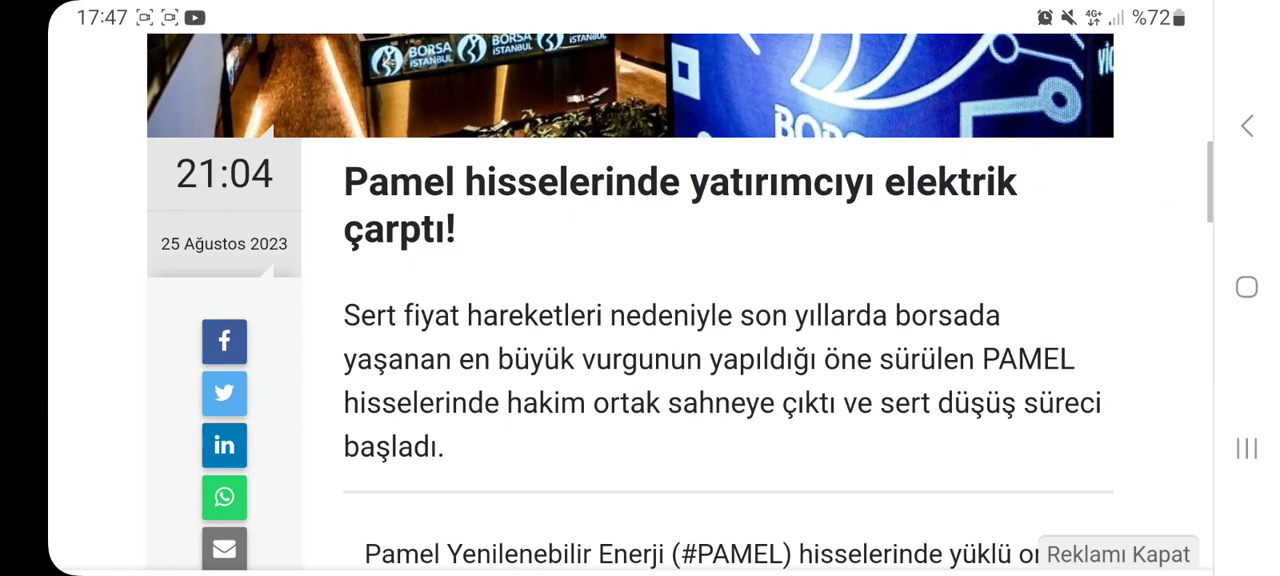 17:47
4G+
%72
BORSA
İSTANBUL
BORSA
İSTANBUL
İSTANBUL
21:04
25 Ağustos 2023
Pamel hisselerinde yatırımcıyı elektrik
çarptı!
Sert fiyat hareketleri nedeniyle son yıllarda borsada
yaşanan en büyük vurgunun yapıldığı öne sürülen PAMEL
hisselerinde hakim ortak sahneye çıktı ve sert düşüş süreci
başladı.
Pamel Yenilenebilir Enerji (#PAMEL) hisselerinde yüklü
Reklamı Kapat